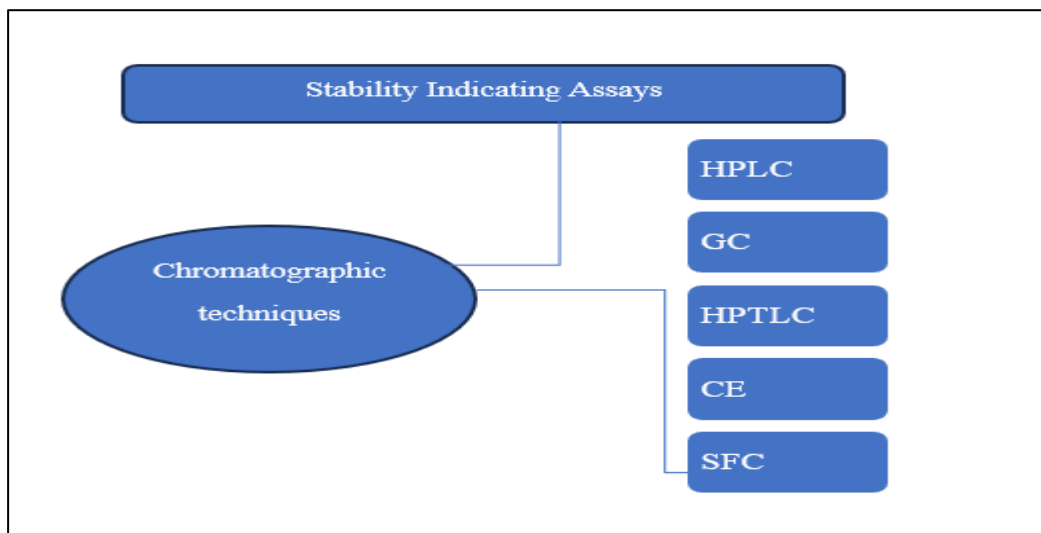 Stability Indicating Assays
HPLC
GC
Chromatographic
techniques
HPTLC
CE
SFC